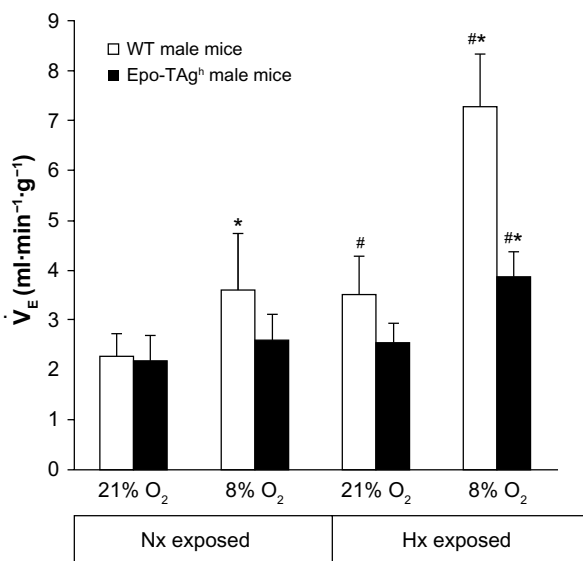 9
8
7
6
5
4
3
2
1
0
V̇E (ml·min⁻¹·g⁻¹)
WT male mice
Epo-TAgʰ male mice
*
#
#*
#*
21% O₂ 8% O₂ 21% O₂ 8% O₂
Nx exposed Hx exposed